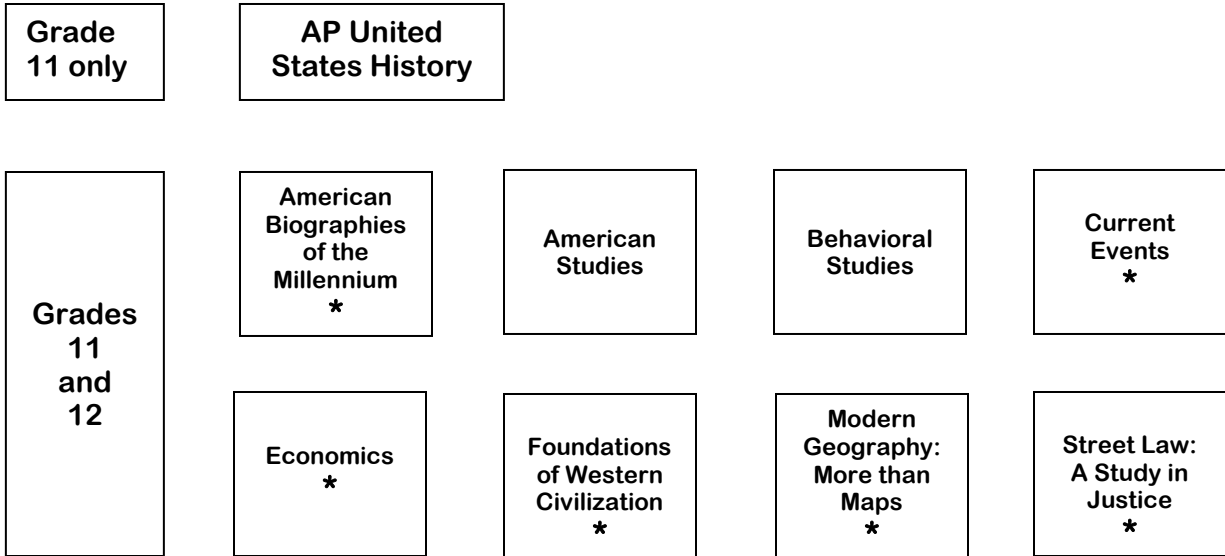 Grade
11 only
AP United
States History
Grades
11
and
12
American
Biographies
of the
Millennium
*
American
Studies
Behavioral
Studies
Current
Events
*
Economics
*
Foundations
of Western
Civilization
*
Modern
Geography:
More than
Maps
*
Street Law:
A Study in
Justice
*